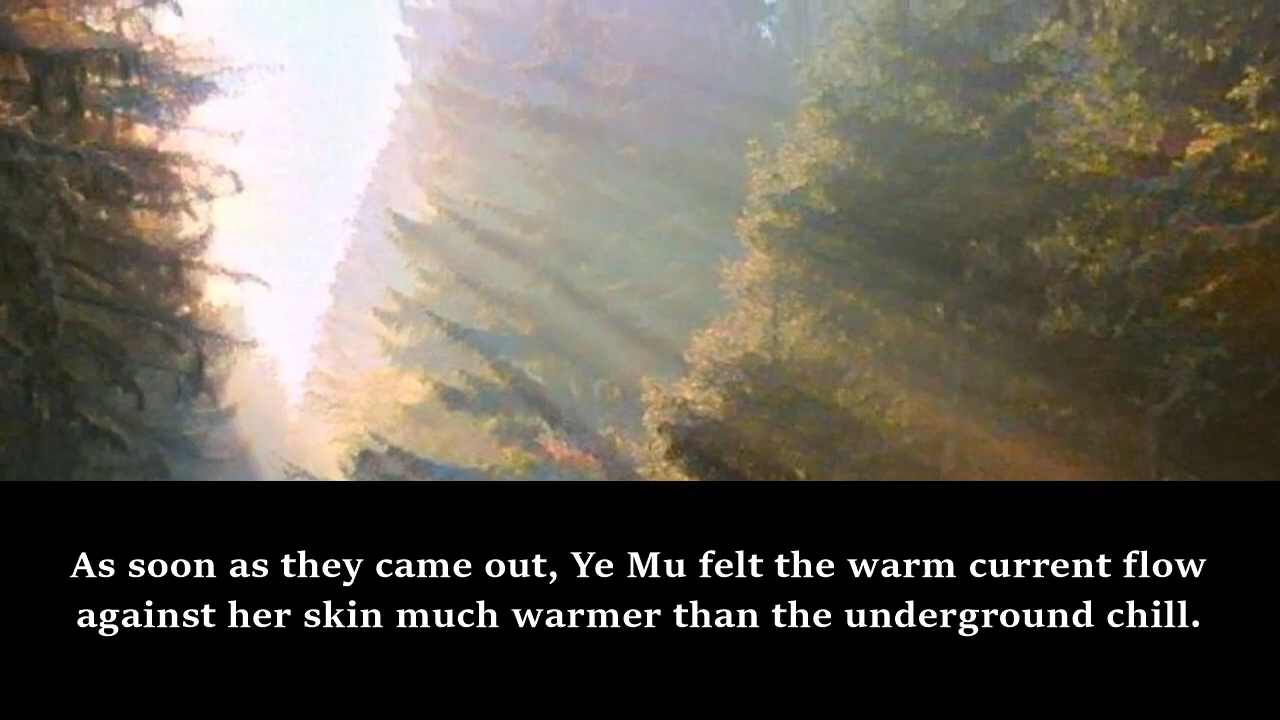 As soon as they came out, Ye Mu felt the warm current flow
against her skin much warmer than the underground chill.